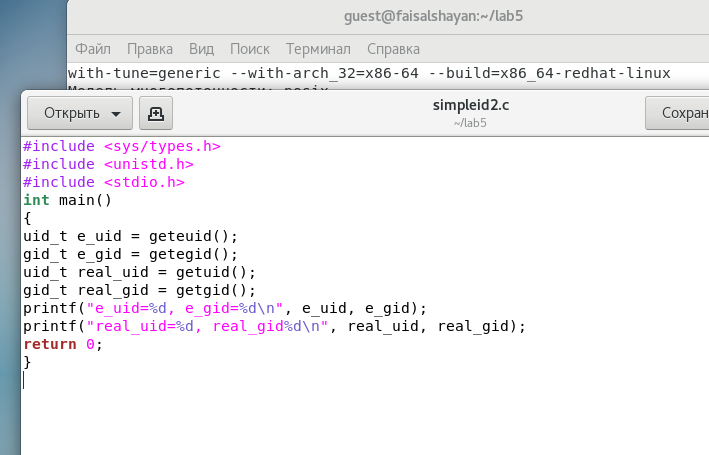 guest@faisalshayan:~/lab5
Файл Правка Вид Поиск Терминал Справка
with-tune=generic --with-arch_32=x86-64 --build=x86_64-redhat-linux
Модель многопоточности: posix
Открыть
simpleid2.c
~/lab5
Сохран
#include <sys/types.h>
#include <unistd.h>
#include <stdio.h>
int main()
{
uid_t e_uid = geteuid();
gid_t e_gid = getegid();
uid_t real_uid = getuid();
gid_t real_gid = getgid();
printf("e_uid=%d, e_gid=%d\n", e_uid, e_gid);
printf("real_uid=%d, real_gid%d\n", real_uid, real_gid);
return 0;
}